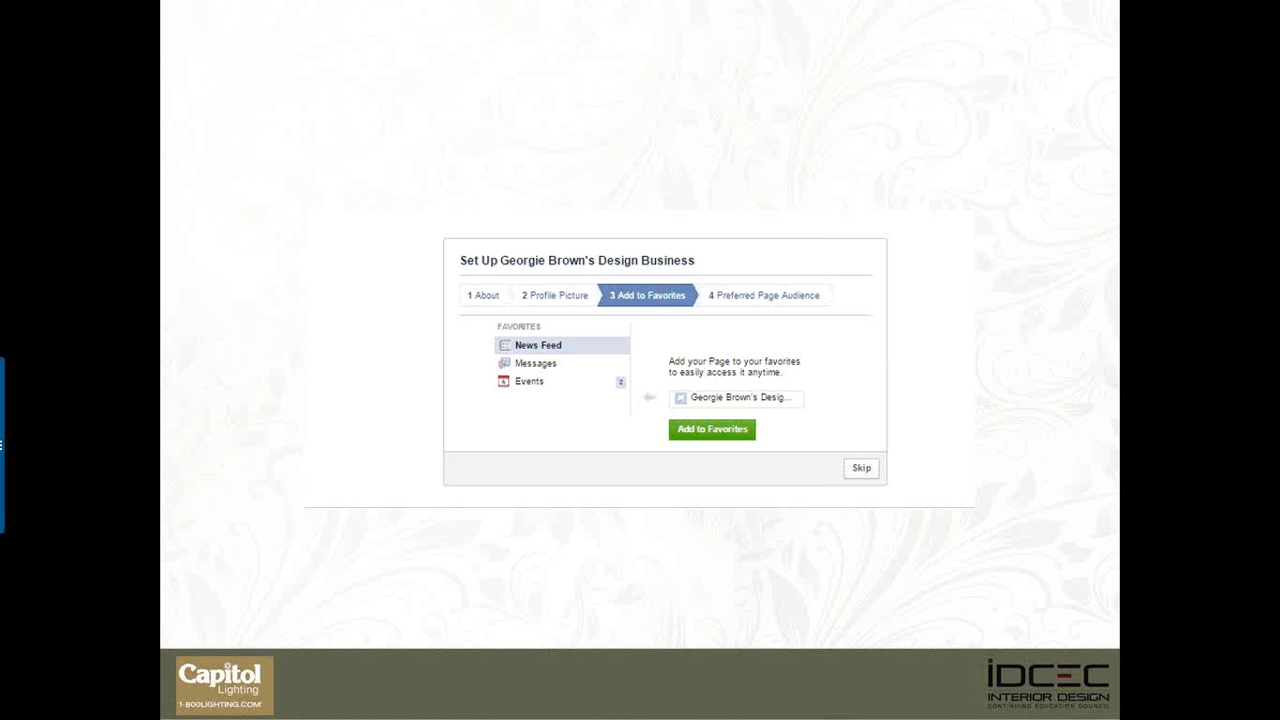 Set Up Georgie Brown's Design Business
1 About 2 Profile Picture 3 Add to Favorites 4 Preferred Page Audience
FAVORITES
News Feed
Messages
Events 2
Add your Page to your favorites
to easily access it anytime.
Georgie Brown's Desig...
Add to Favorites
Skip
Capitol
Lighting
1·800LIGHTING.COM
IDCEC
INTERIOR DESIGN
CONTINUING EDUCATION COUNCIL